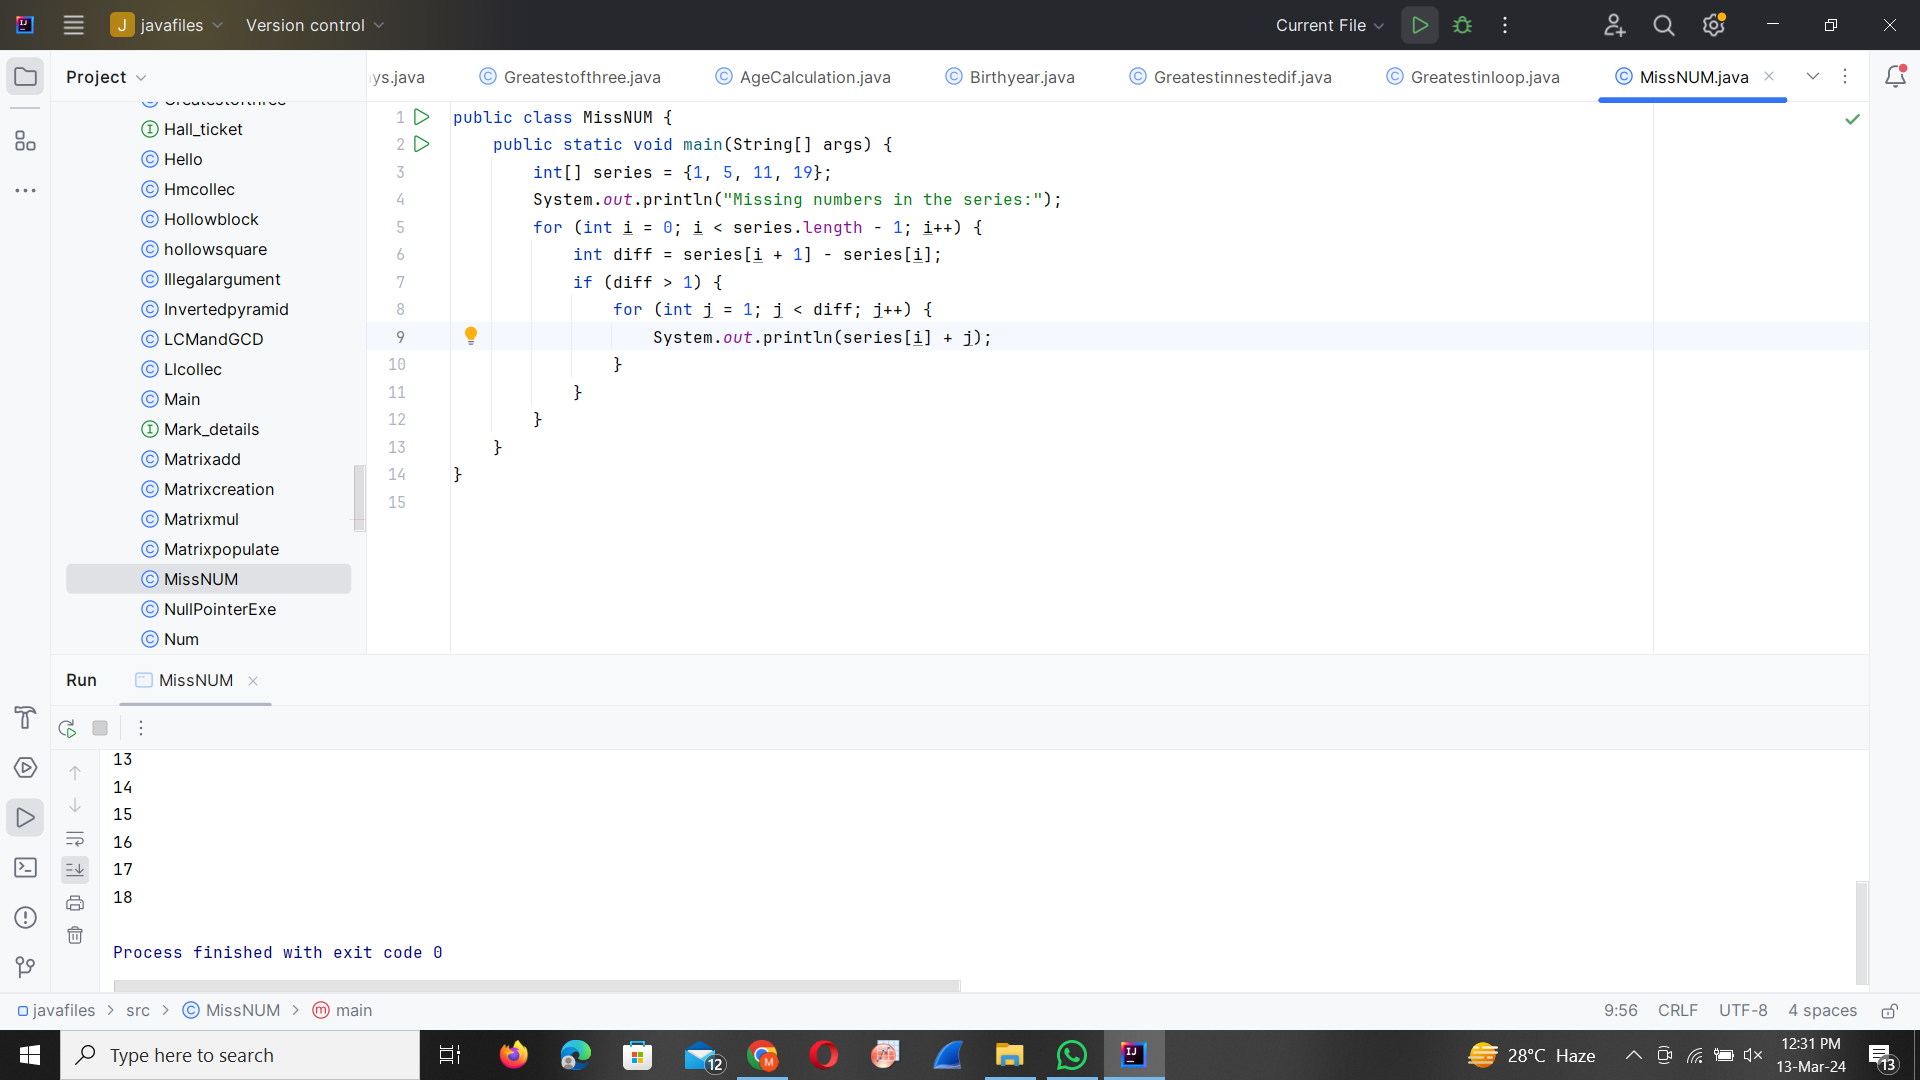 J javafiles Version control Current File
Project
ys.java Greatestofthree.java AgeCalculation.java Birthyear.java Greatestinnestedif.java Greatestinloop.java MissNUM.java
Greatestofthree
Hall_ticket
Hello
Hmcollec
Hollowblock
hollowsquare
Illegalargument
Invertedpyramid
LCMandGCD
Llcollec
Main
Mark_details
Matrixadd
Matrixcreation
Matrixmul
Matrixpopulate
MissNUM
NullPointerExe
Num
1 public class MissNUM {
2 public static void main(String[] args) {
3 int[] series = {1, 5, 11, 19};
4 System.out.println("Missing numbers in the series:");
5 for (int i = 0; i < series.length - 1; i++) {
6 int diff = series[i + 1] - series[i];
7 if (diff > 1) {
8 for (int j = 1; j < diff; j++) {
9 System.out.println(series[i] + j);
10 }
11 }
12 }
13 }
14 }
15
Run MissNUM
13
14
15
16
17
18
Process finished with exit code 0
javafiles > src > MissNUM > main 9:56 CRLF UTF-8 4 spaces
Type here to search 12 28°C Haze 12:31 PM
13-Mar-24 13